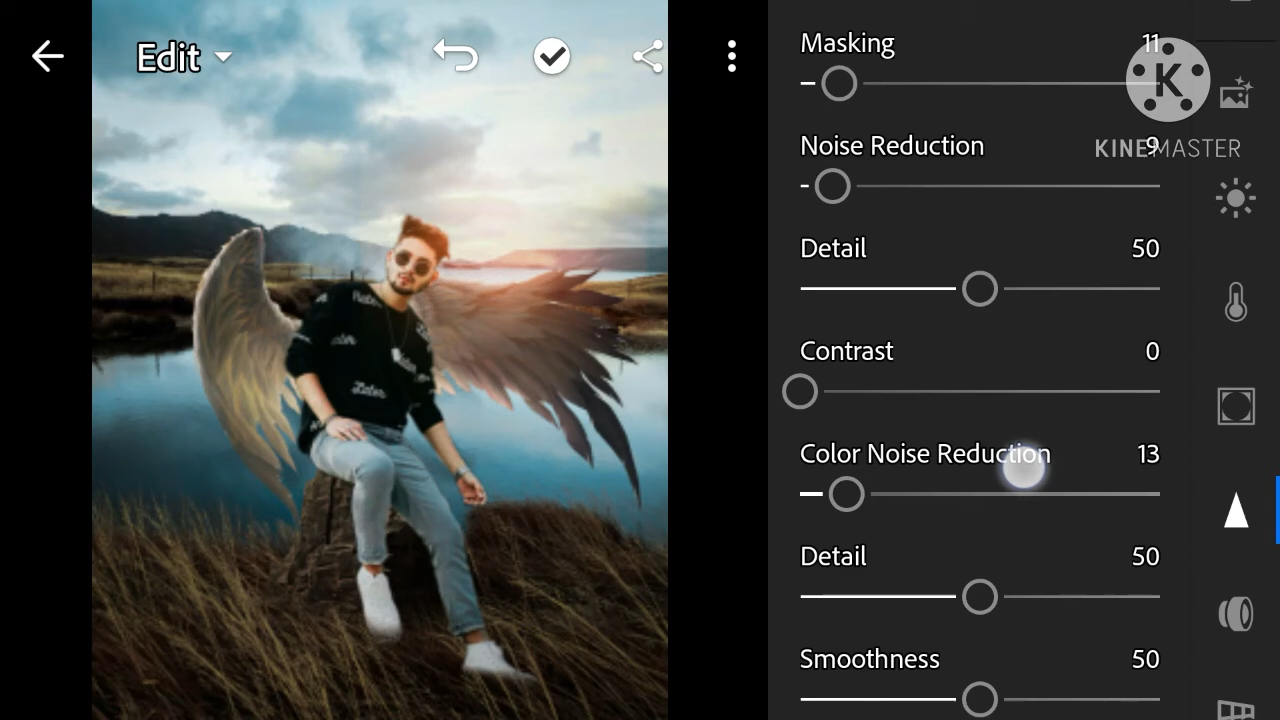 Edit
Masking 11
Noise Reduction 9
KINEMASTER
Detail 50
Contrast 0
Color Noise Reduction 13
Detail 50
Smoothness 50